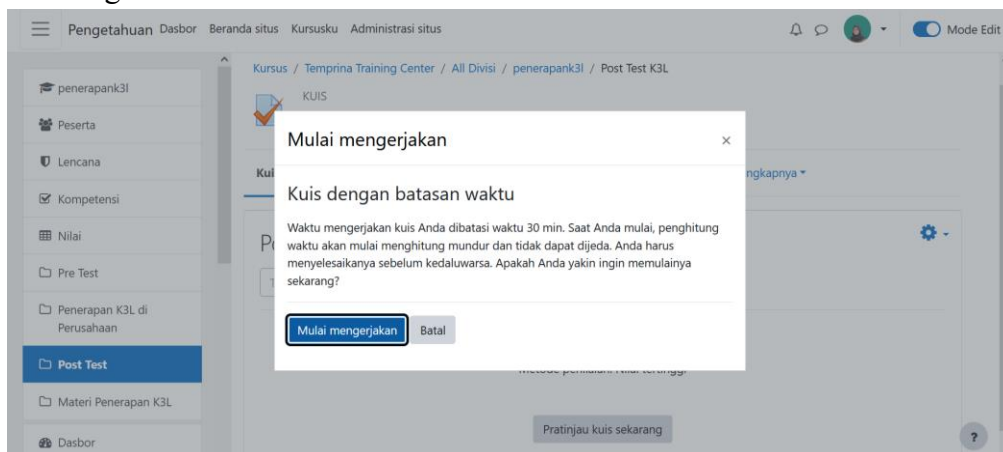 Pengetahuan Dasbor Beranda situs Kursusku Administrasi situs Mode Edit
penerapank3l
Peserta
Lencana
Kompetensi
Nilai
Pre Test
Penerapan K3L di
Perusahaan
Post Test
Materi Penerapan K3L
Dasbor
Kursus / Temprina Training Center / All Divisi / penerapank3l / Post Test K3L
KUIS
Mulai mengerjakan ×
Kuis dengan batasan waktu
Waktu mengerjakan kuis Anda dibatasi waktu 30 min. Saat Anda mulai, penghitung
waktu akan mulai menghitung mundur dan tidak dapat dijeda. Anda harus
menyelesaikanya sebelum kedaluwarsa. Apakah Anda yakin ingin memulainya
sekarang?
Mulai mengerjakan Batal
Pratinjau kuis sekarang
?